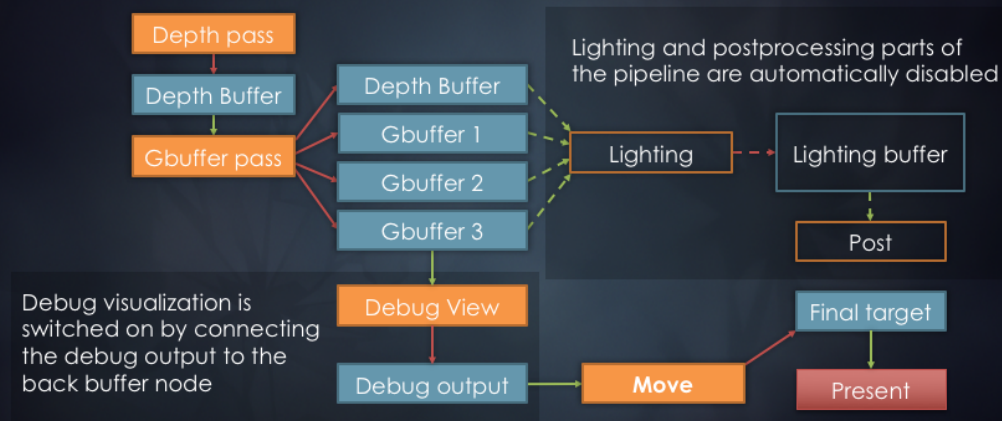 Depth pass
Depth Buffer
Gbuffer pass
Depth Buffer
Gbuffer 1
Gbuffer 2
Gbuffer 3
Lighting and postprocessing parts of
the pipeline are automatically disabled
Lighting
Lighting buffer
Post
Debug visualization is
switched on by connecting
the debug output to the
back buffer node
Debug View
Debug output
Move
Final target
Present